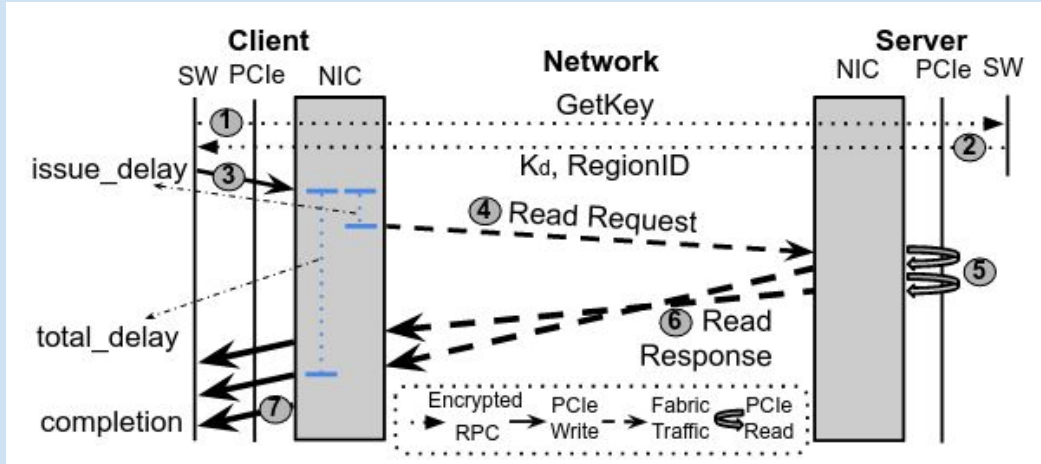 Client
Network
Server
SW PCIe NIC
NIC PCIe SW
GetKey
1
2
Kd, RegionID
issue_delay
3
4 Read Request
5
total_delay
6 Read
Response
completion
7
Encrypted
RPC
PCIe
Write
Fabric
Traffic
PCIe
Read